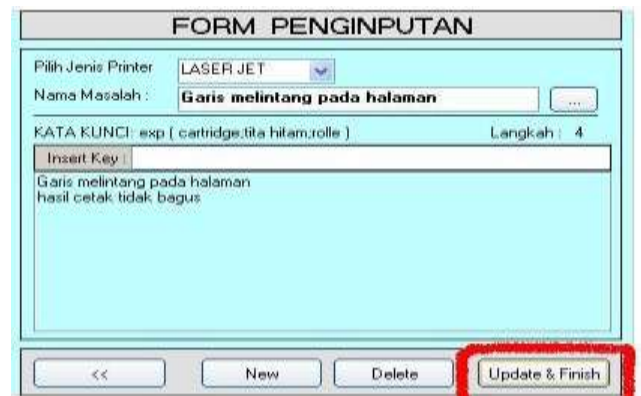 FORM PENGINPUTAN
Pilih Jenis Printer LASER JET
Nama Masalah : Garis melintang pada halaman ...
KATA KUNCI: exp ( cartridge;tita hitam;rolle ) Langkah : 4
Insert Key :
Garis melintang pada halaman
hasil cetak tidak bagus
<< New Delete Update & Finish